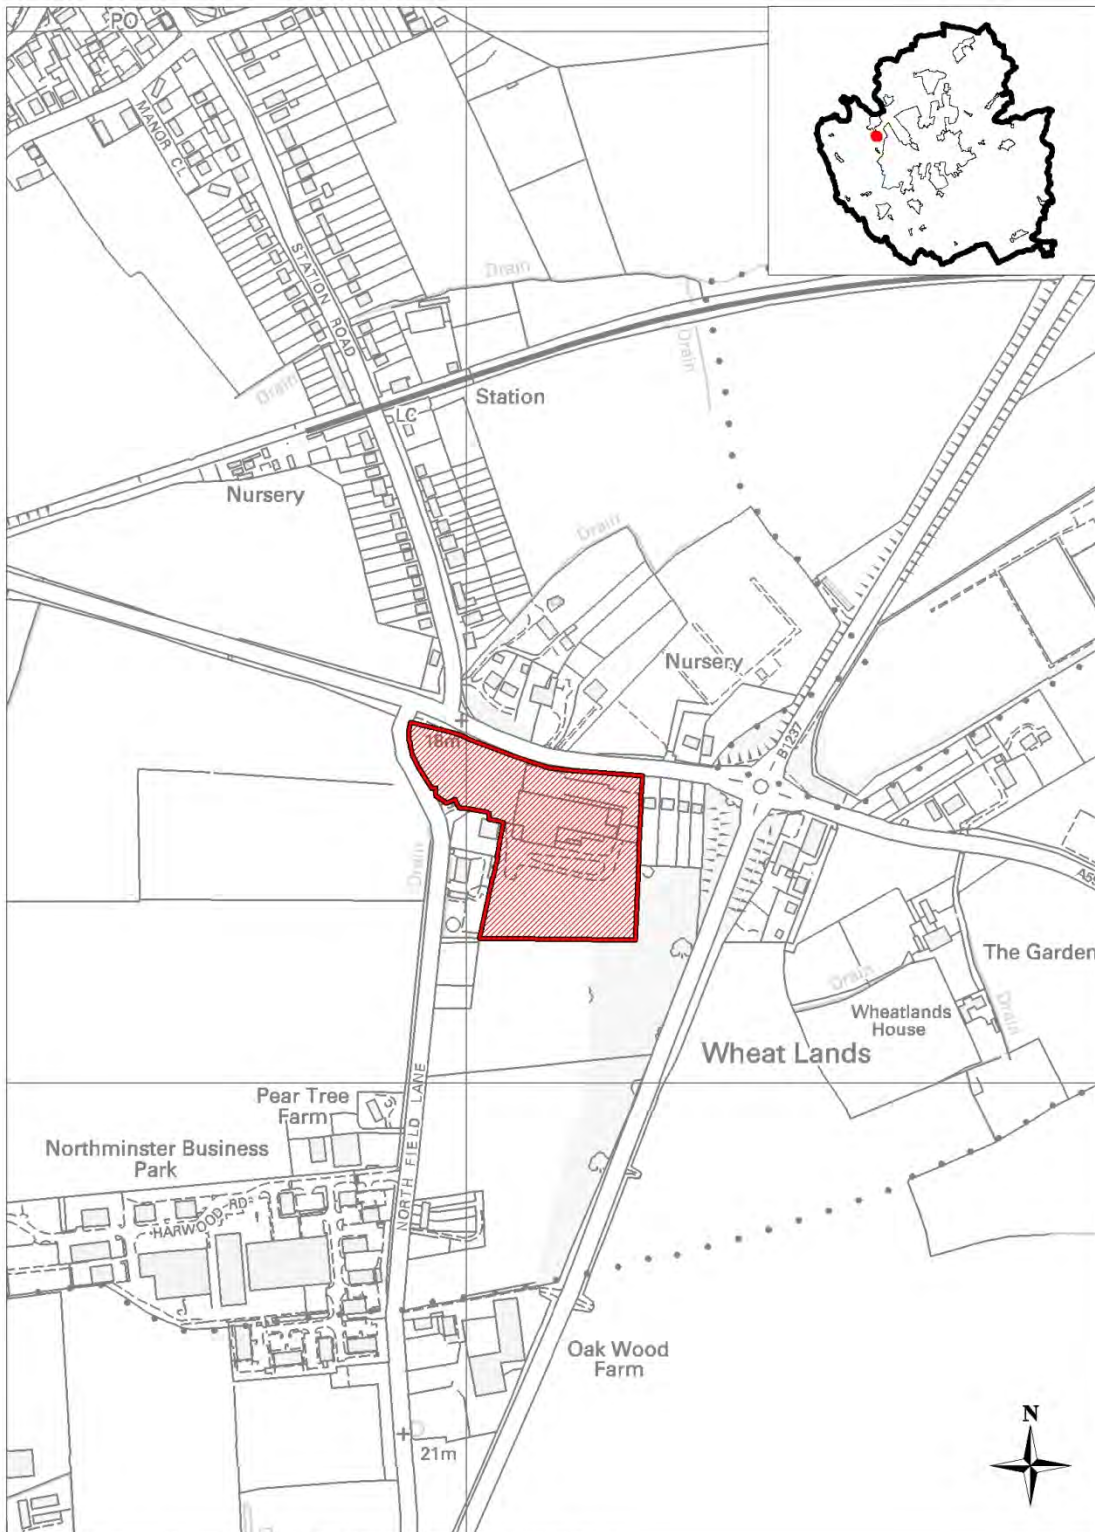 PO
MANOR CL
STATION ROAD
Drain
Drain
Drain
Station
LC
Nursery
Drain
Nursery
B1237
18m
Drain
The Garden
Drain
Drain
Wheatlands
House
Wheat Lands
NORTH FIELD LANE
Pear Tree
Farm
Northminster Business
Park
HARWOOD RD
Oak Wood
Farm
21m
N